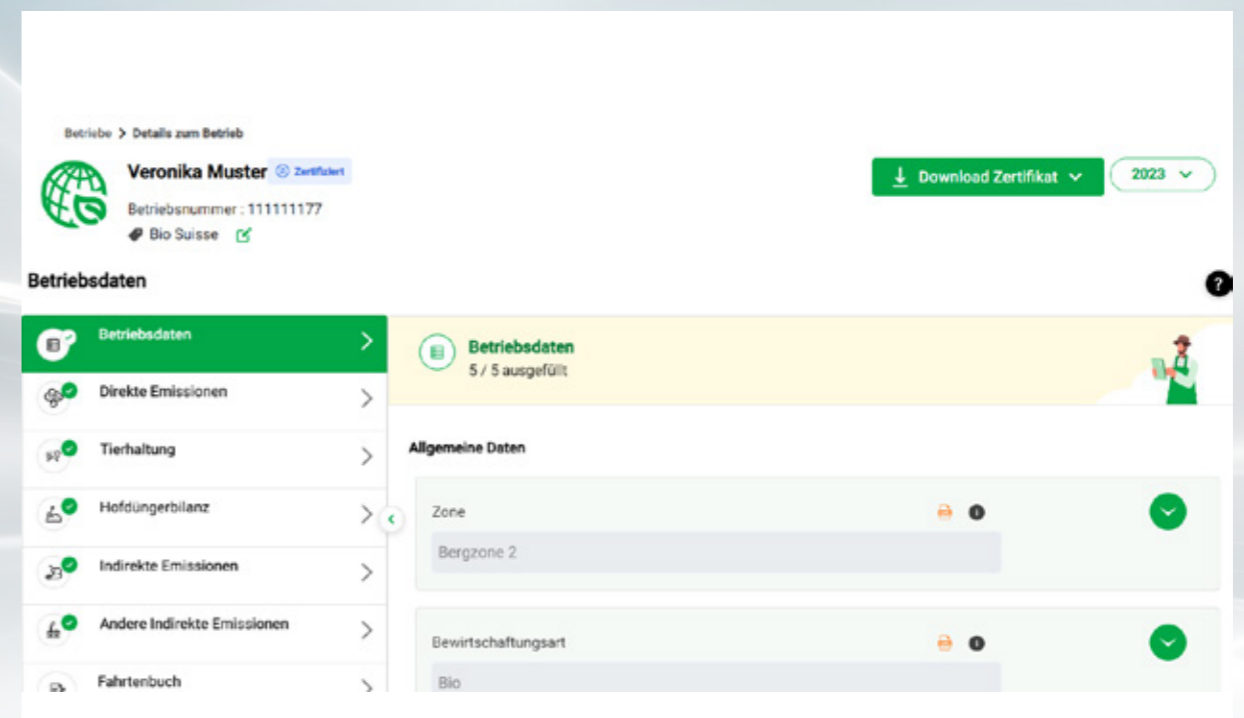 Betriebe > Details zum Betrieb
Veronika Muster Zertifiziert
Betriebsnummer : 111111177
Bio Suisse
Download Zertifikat
2023
Betriebsdaten
?
Betriebsdaten
Direkte Emissionen
Tierhaltung
Hofdüngerbilanz
Indirekte Emissionen
Andere Indirekte Emissionen
Fahrtenbuch
Betriebsdaten
5 / 5 ausgefüllt
Allgemeine Daten
Zone
Bergzone 2
Bewirtschaftungsart
Bio